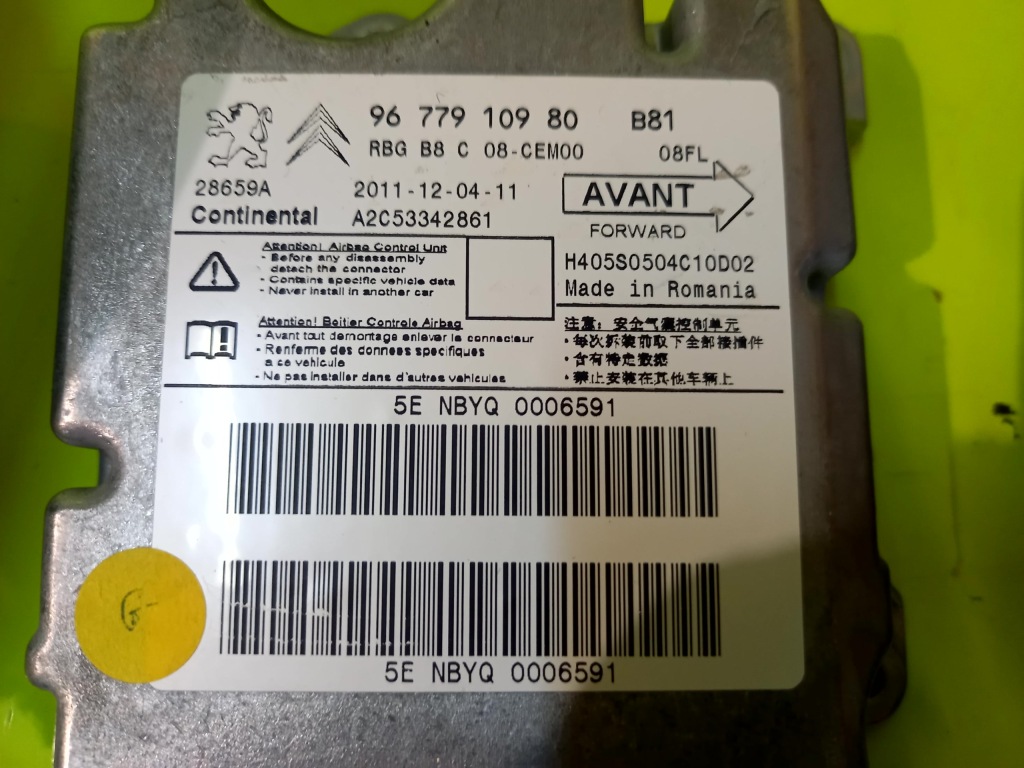 96 779 109 80 B81
RBG B8 C 08-CEM00 08FL
28659A 2011-12-04-11 AVANT
Continental A2C53342861 FORWARD
Attention! Airbag Control Unit
- Before any disassembly
detach the connector
- Contains specific vehicle data
- Never install in another car
H405S0504C10D02
Made in Romania
Attention! Boitier Controle Airbag
- Avant tout demontage enlever le connecteur
- Renferme des donnees specifiques
a ce vehicule
- Ne pas installer dans d'autres vehicules
注意: 安全气囊控制单元
• 每次拆装前取下全部接插件
• 含有特定数据
• 禁止安装在其他车辆上
5E NBYQ 0006591
5E NBYQ 0006591
G